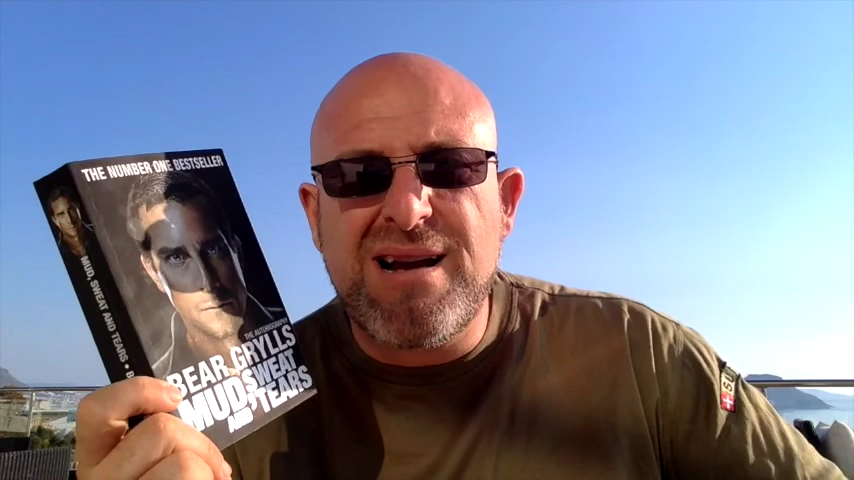 THE NUMBER ONE BESTSELLER
THE AUTOBIOGRAPHY
BEAR GRYLLS
MUD,
SWEAT
AND TEARS
MUD, SWEAT AND TEARS • B